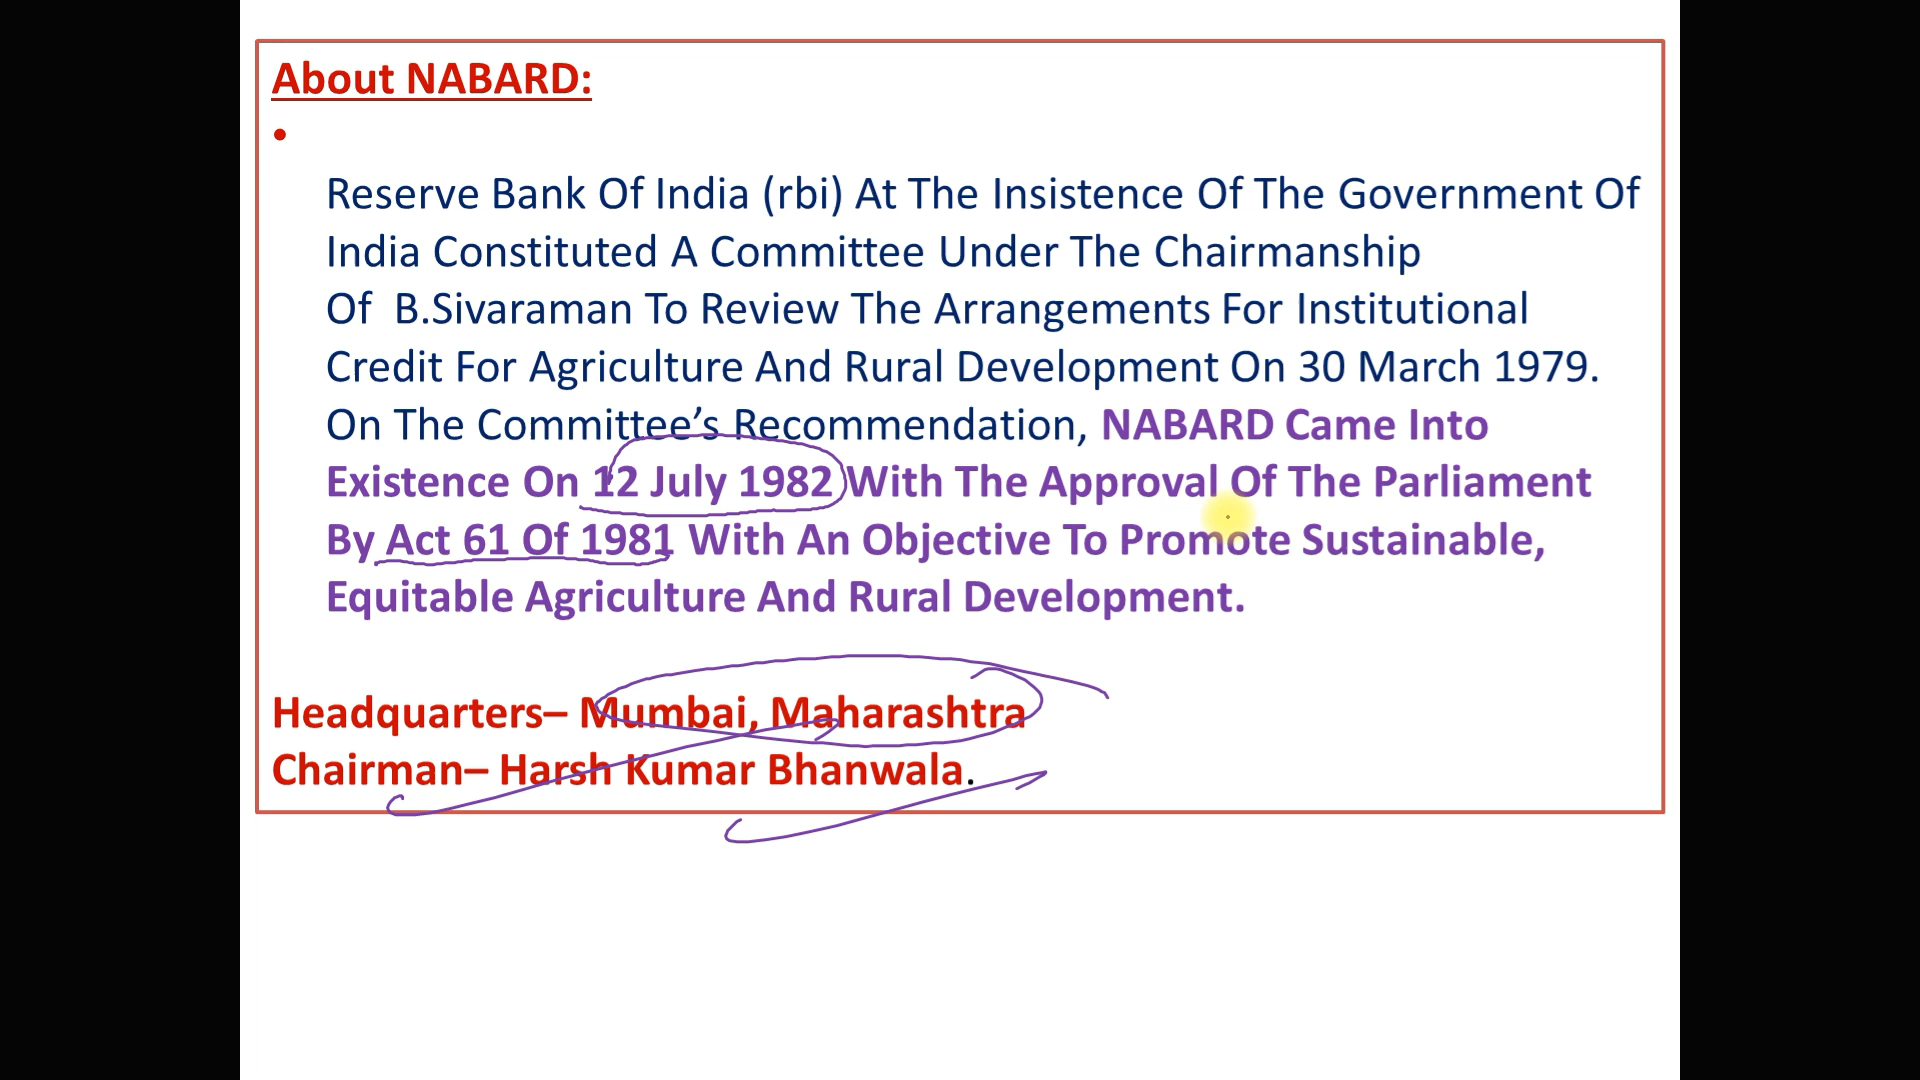 About NABARD:
•
Reserve Bank Of India (rbi) At The Insistence Of The Government Of
India Constituted A Committee Under The Chairmanship
Of  B.Sivaraman To Review The Arrangements For Institutional
Credit For Agriculture And Rural Development On 30 March 1979.
On The Committee’s Recommendation, NABARD Came Into
Existence On 12 July 1982 With The Approval Of The Parliament
By Act 61 Of 1981 With An Objective To Promote Sustainable,
Equitable Agriculture And Rural Development.
Headquarters– Mumbai, Maharashtra
Chairman– Harsh Kumar Bhanwala.